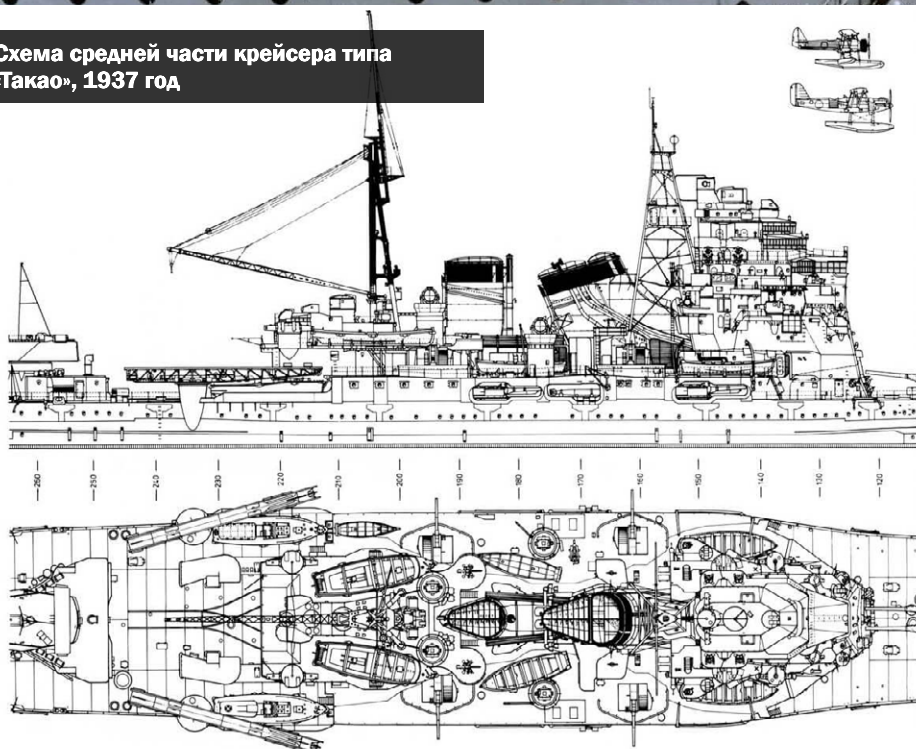 Схема средней части крейсера типа
«Такао», 1937 год
260 250 240 230 220 210 200 190 180 170 160 150 140 130 120